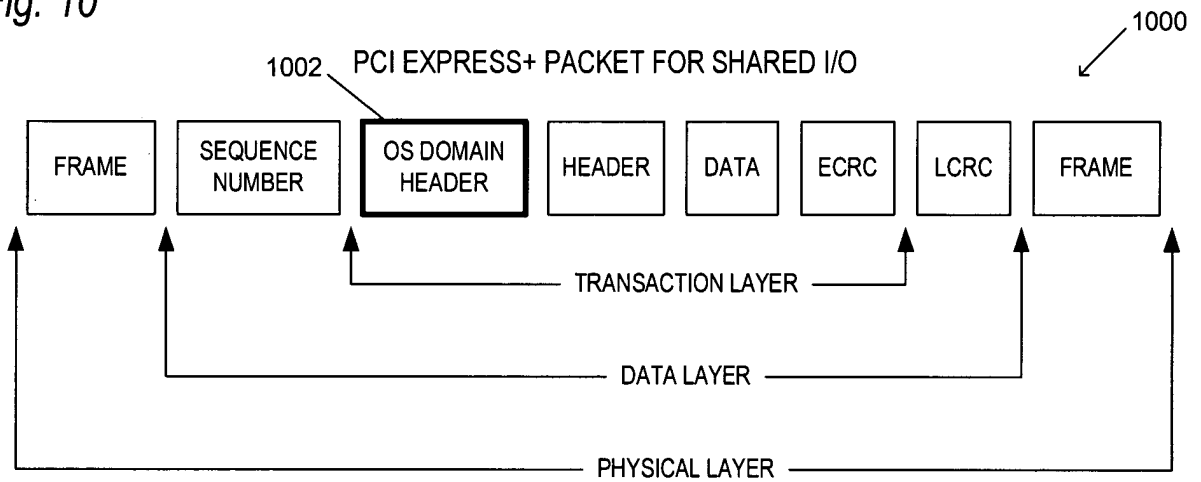 Fig. 10
1000
1002
PCI EXPRESS+ PACKET FOR SHARED I/O
FRAME
SEQUENCE
NUMBER
OS DOMAIN
HEADER
HEADER
DATA
ECRC
LCRC
FRAME
TRANSACTION LAYER
DATA LAYER
PHYSICAL LAYER